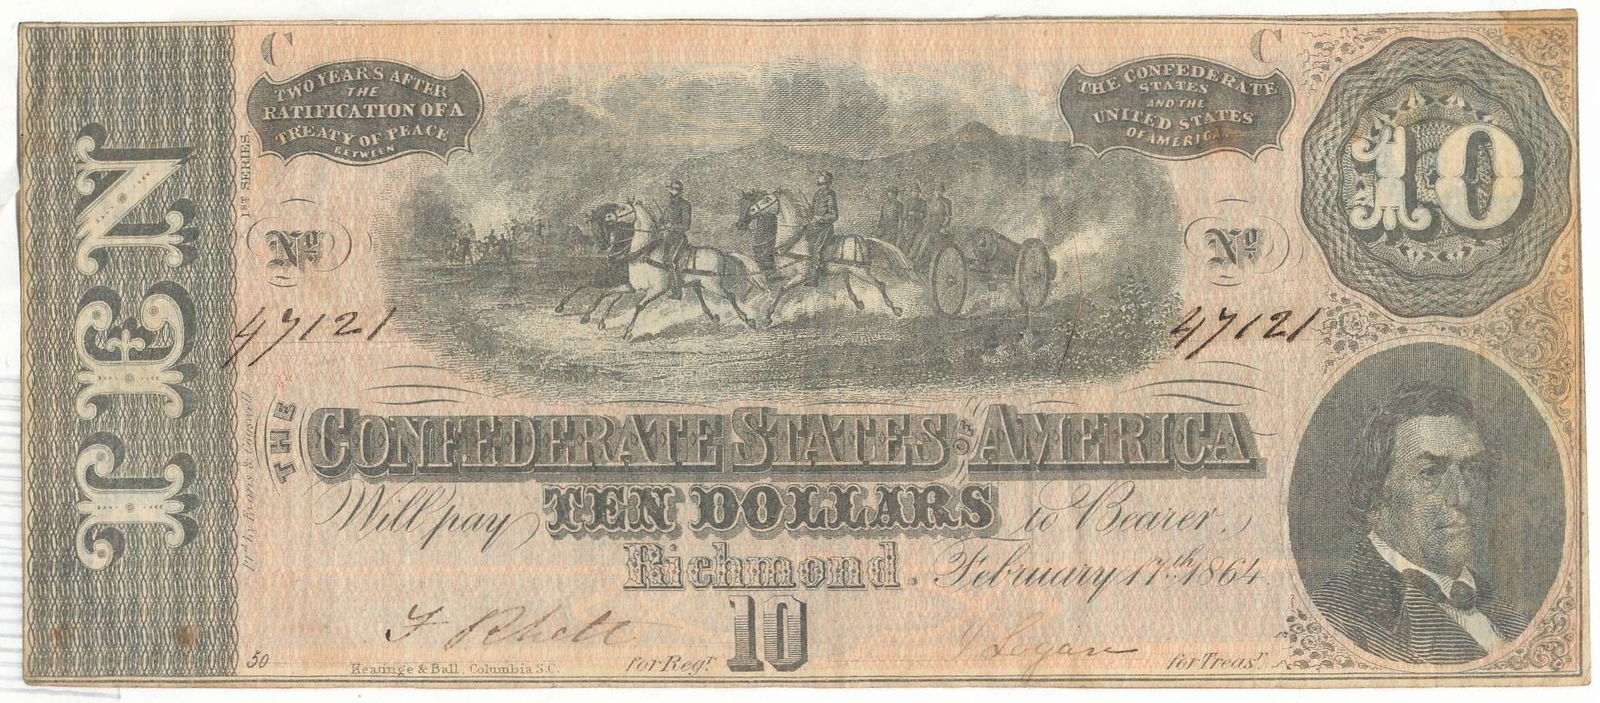 C
C
TWO YEARS AFTER
THE
RATIFICATION OF A
TREATY OF PEACE
BETWEEN
THE CONFEDERATE
STATES
AND THE
UNITED STATES
OF AMERICA
10
TEN
1ST SERIES.
No
No
47121
47121
THE
CONFEDERATE STATES OF AMERICA
Will pay TEN DOLLARS to Bearer.
Richmond. February 17th 1864.
10
F Rhett
J Logan
50
Keatinge & Ball, Columbia S.C.
for Regr.
for Treasr.